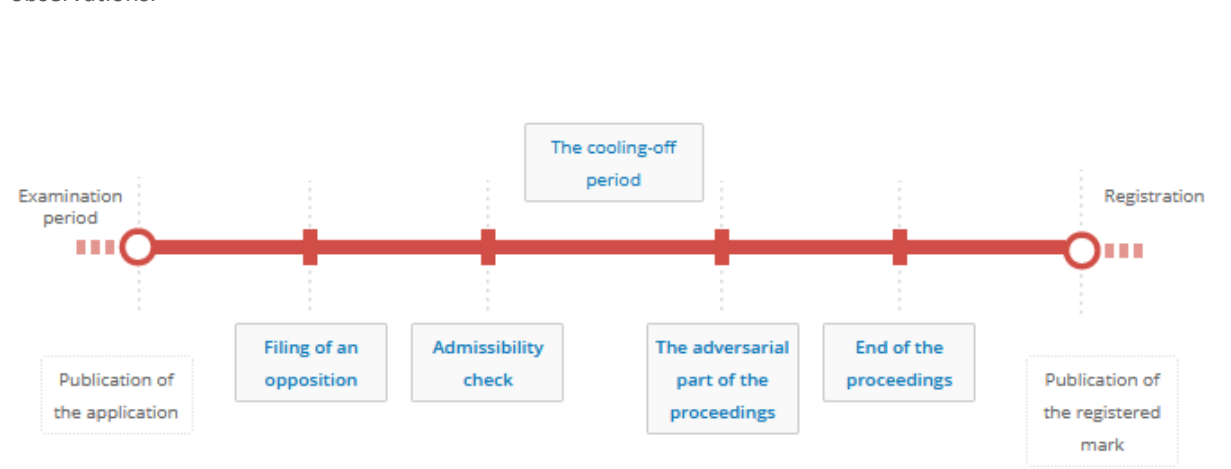 The cooling-off
period
Examination
period
Registration
Filing of an
opposition
Admissibility
check
The adversarial
part of the
proceedings
End of the
proceedings
Publication of
the application
Publication of
the registered
mark